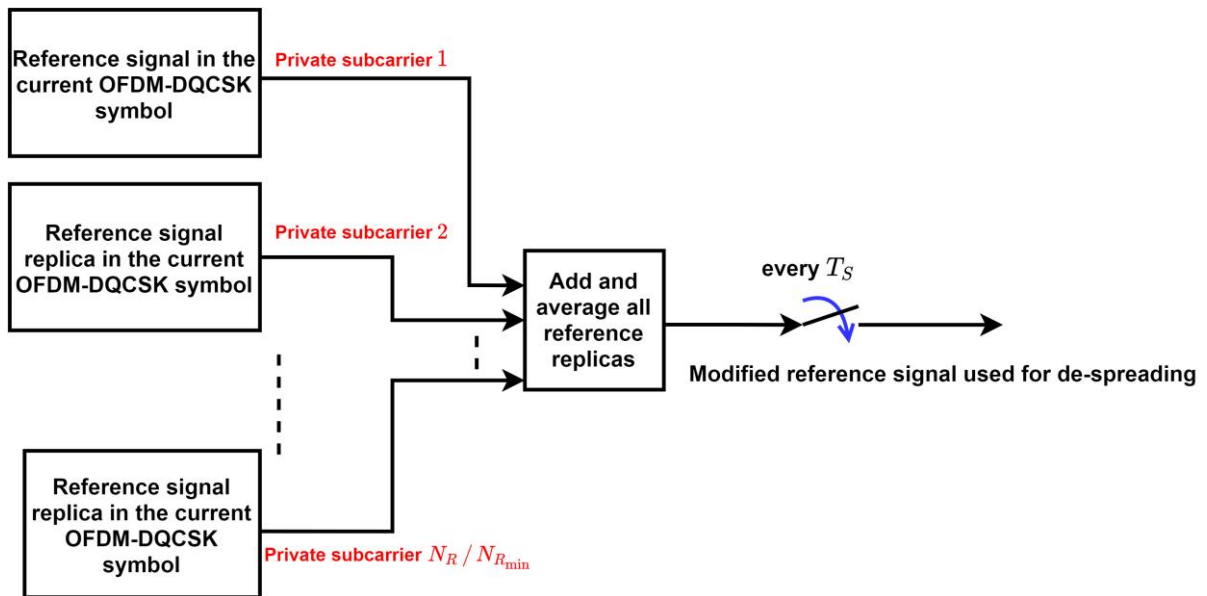 Reference signal in the
current OFDM-DQCSK
symbol
Private subcarrier 1
Reference signal
replica in the current
OFDM-DQCSK symbol
Private subcarrier 2
Add and
average all
reference
replicas
every T_S
Modified reference signal used for de-spreading
Reference signal
replica in the current
OFDM-DQCSK
symbol
Private subcarrier N_R / N_{R_{min}}